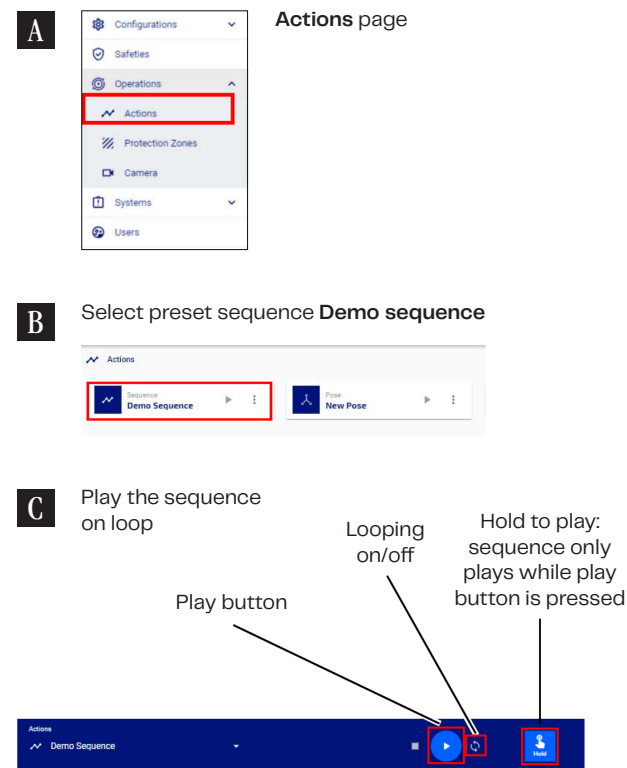 A
Actions page
Configurations
Safeties
Operations
Actions
Protection Zones
Camera
Systems
Users
B
Select preset sequence Demo sequence
Actions
Sequence
Demo Sequence
Pose
New Pose
C
Play the sequence
on loop
Looping
on/off
Hold to play:
sequence only
plays while play
button is pressed
Play button
Actions
Demo Sequence
Hold